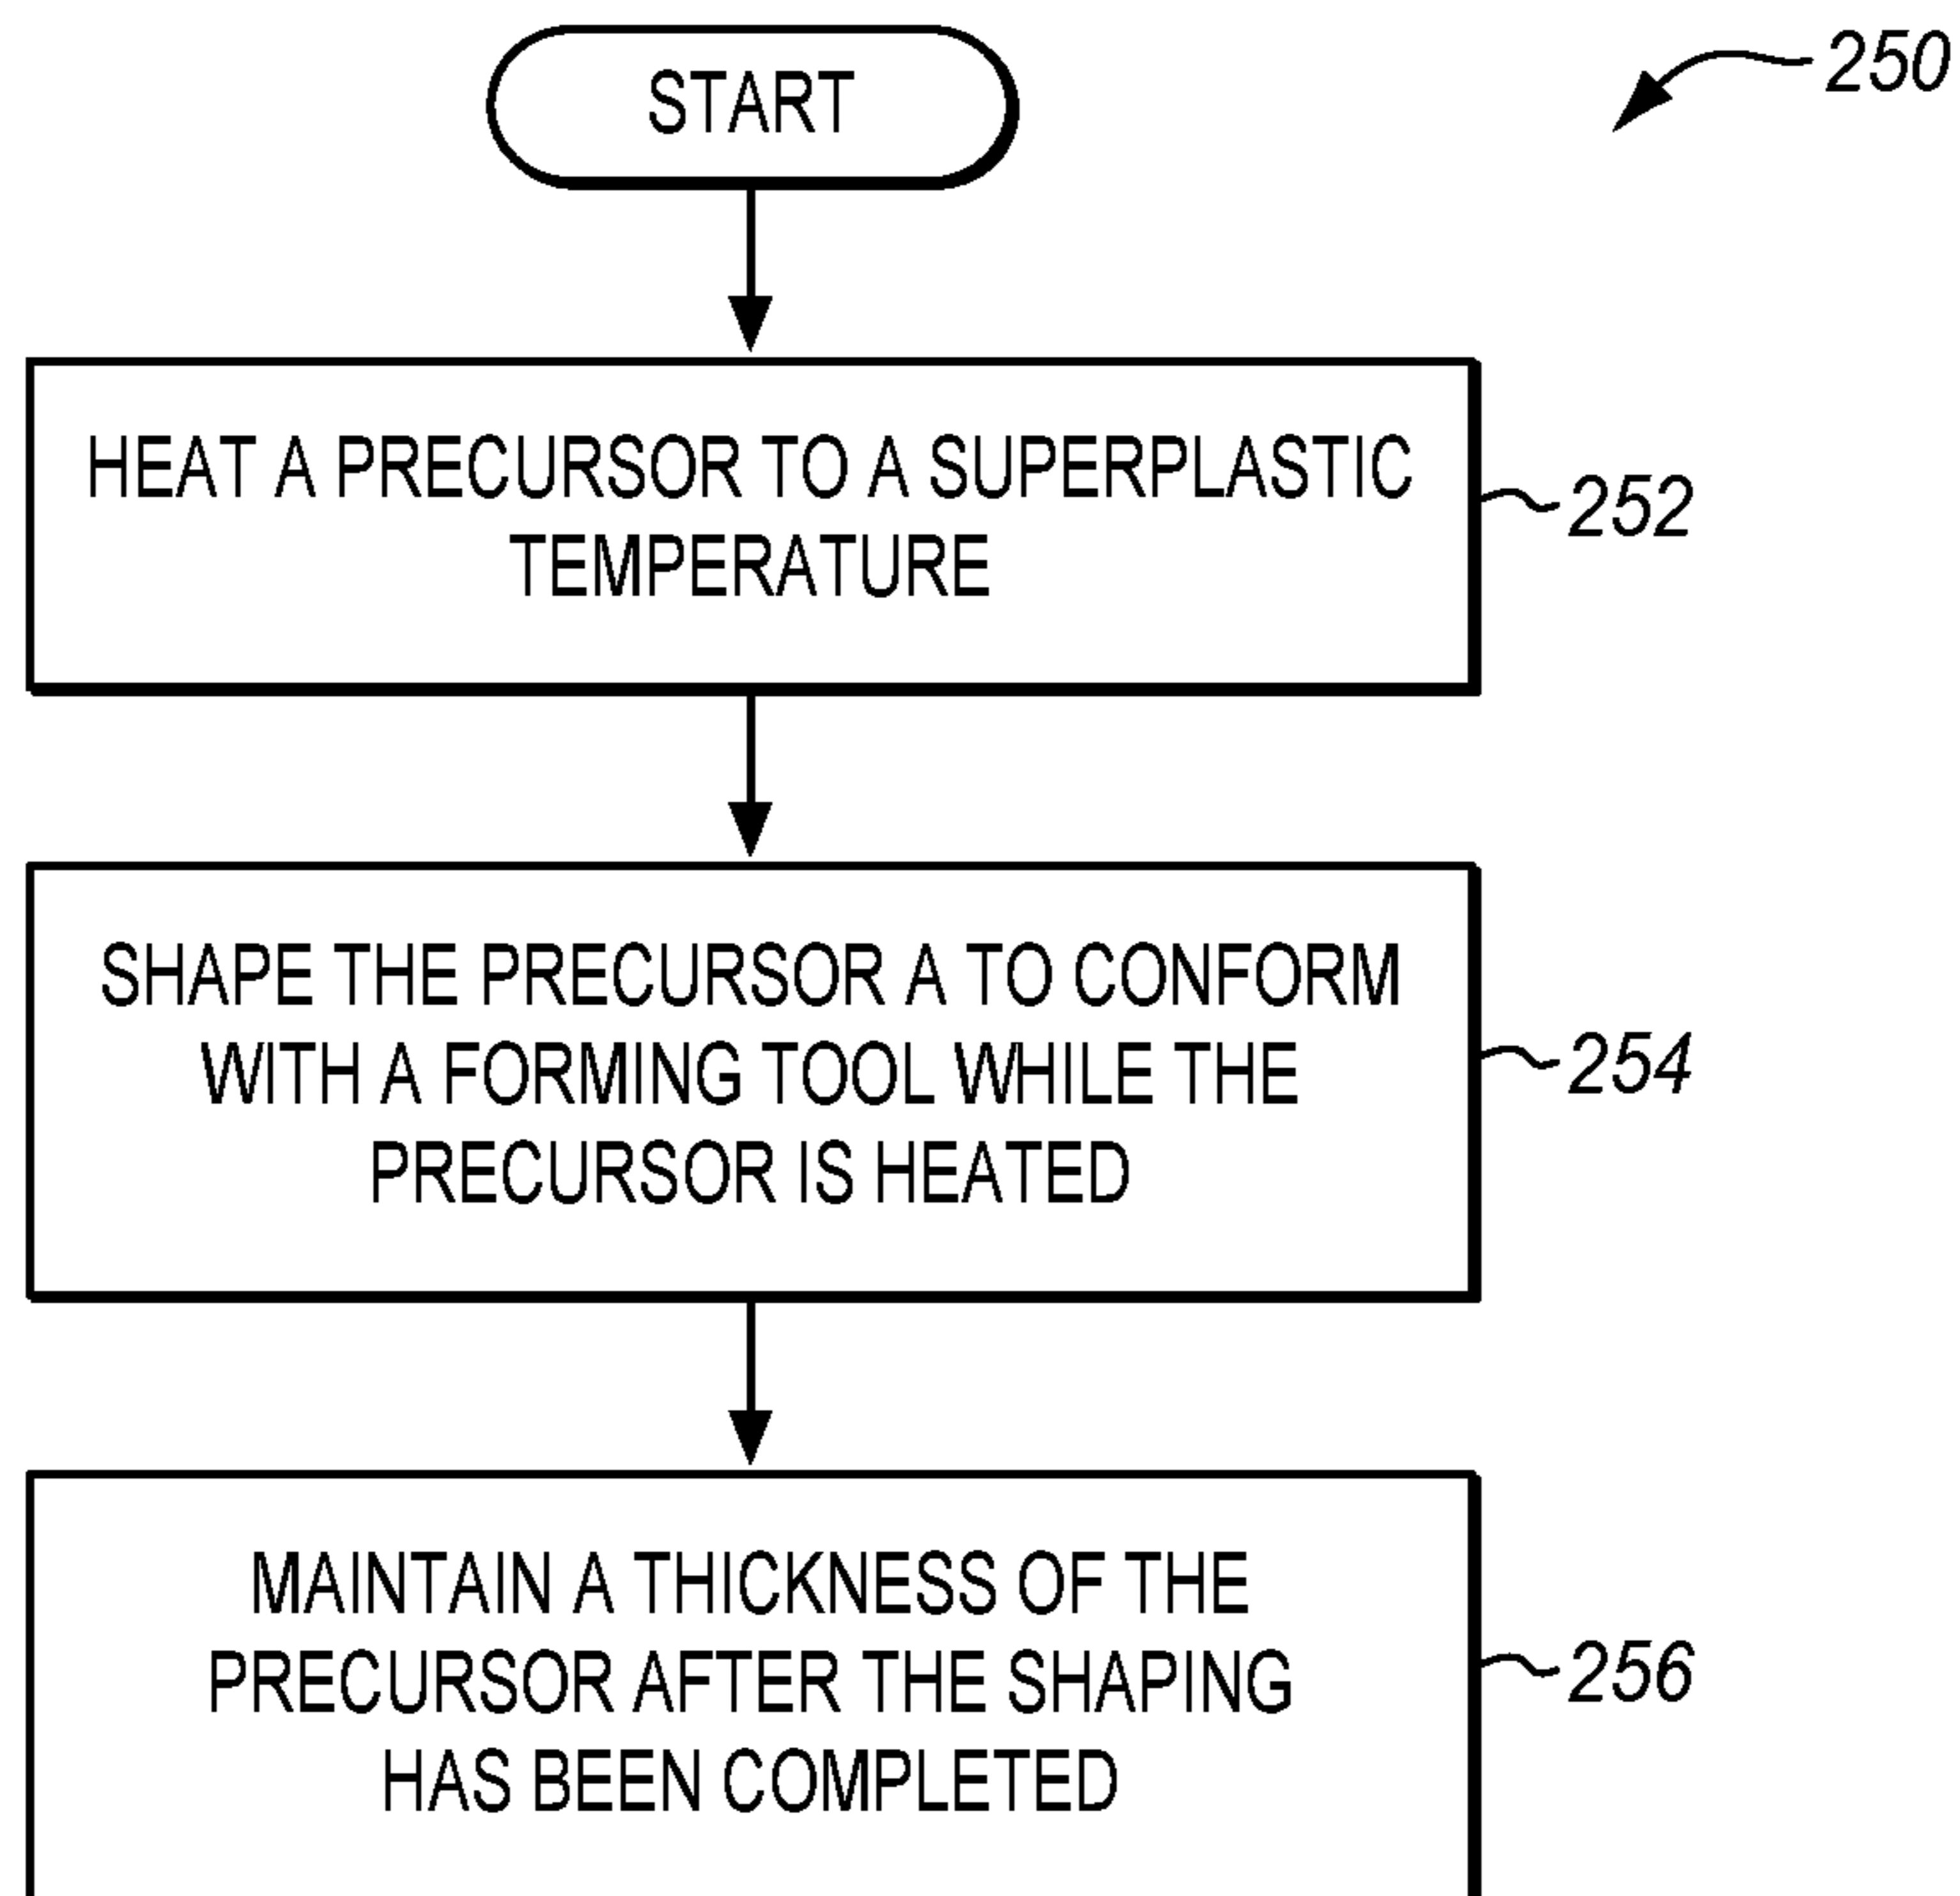 START
250
HEAT A PRECURSOR TO A SUPERPLASTIC
TEMPERATURE
252
SHAPE THE PRECURSOR A TO CONFORM
WITH A FORMING TOOL WHILE THE
PRECURSOR IS HEATED
254
MAINTAIN A THICKNESS OF THE
PRECURSOR AFTER THE SHAPING
HAS BEEN COMPLETED
256